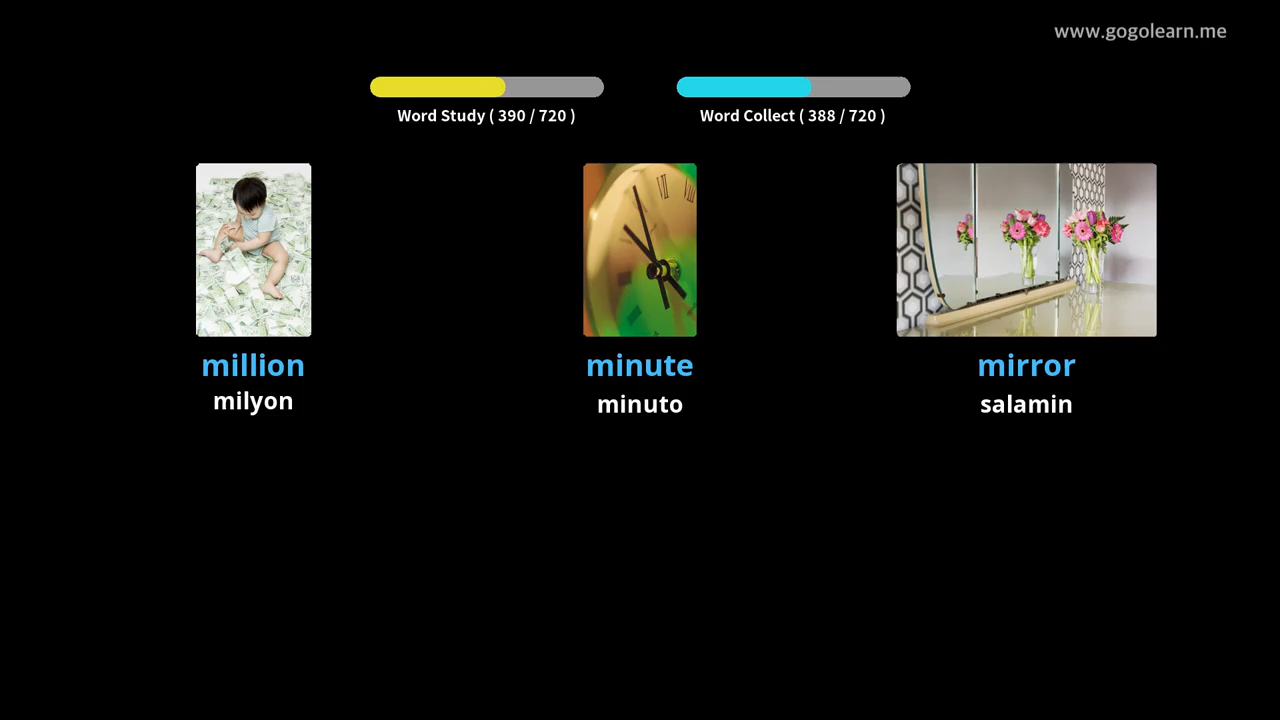 www.gogolearn.me
Word Study ( 390 / 720 )
Word Collect ( 388 / 720 )
million
milyon
minute
minuto
mirror
salamin